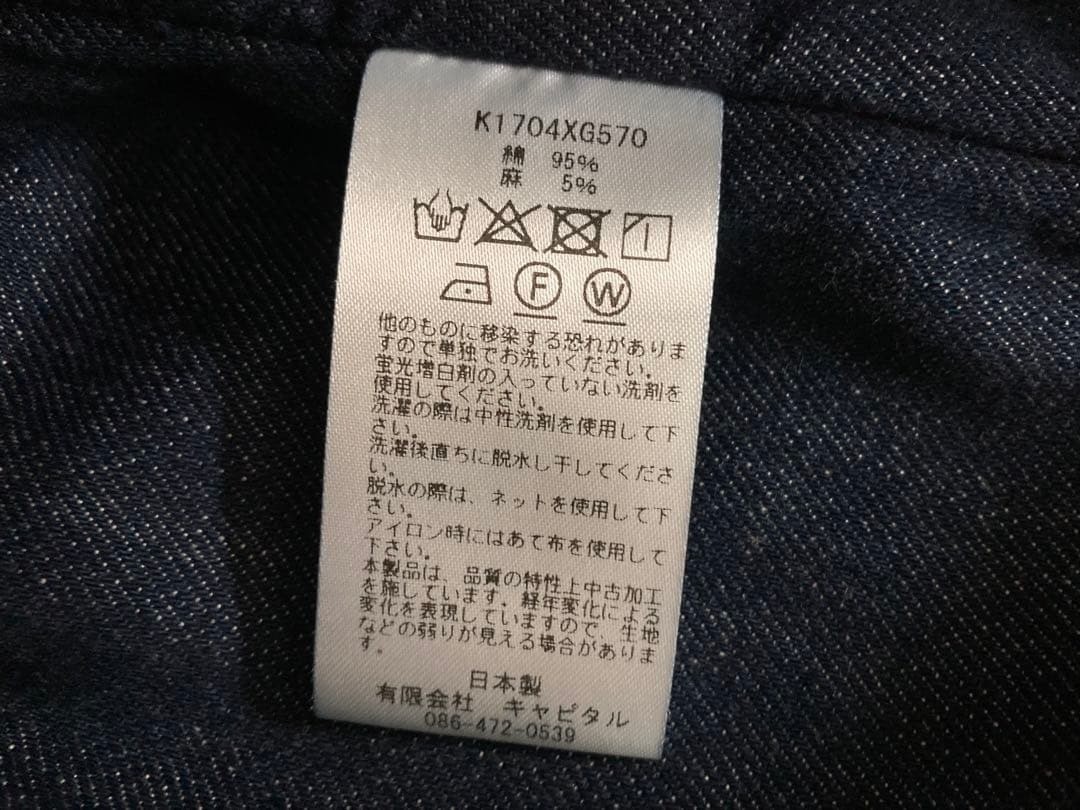 K1704XG570
綿 95%
麻 5%
F W
他のものに移染する恐れがありま
すので単独でお洗いください。
蛍光増白剤の入っていない洗剤を
使用してください。
洗濯の際は中性洗剤を使用して下
さい。
洗濯後直ちに脱水し干してくださ
い。
脱水の際は、ネットを使用して下
さい。
アイロン時にはあて布を使用して
下さい。
本製品は、品質の特性上中古加工
を施しています。経年変化による
変化を表現していますので、生地
などの弱りが見える場合がありま
す。
日本製
有限会社 キャピタル
086-472-0539